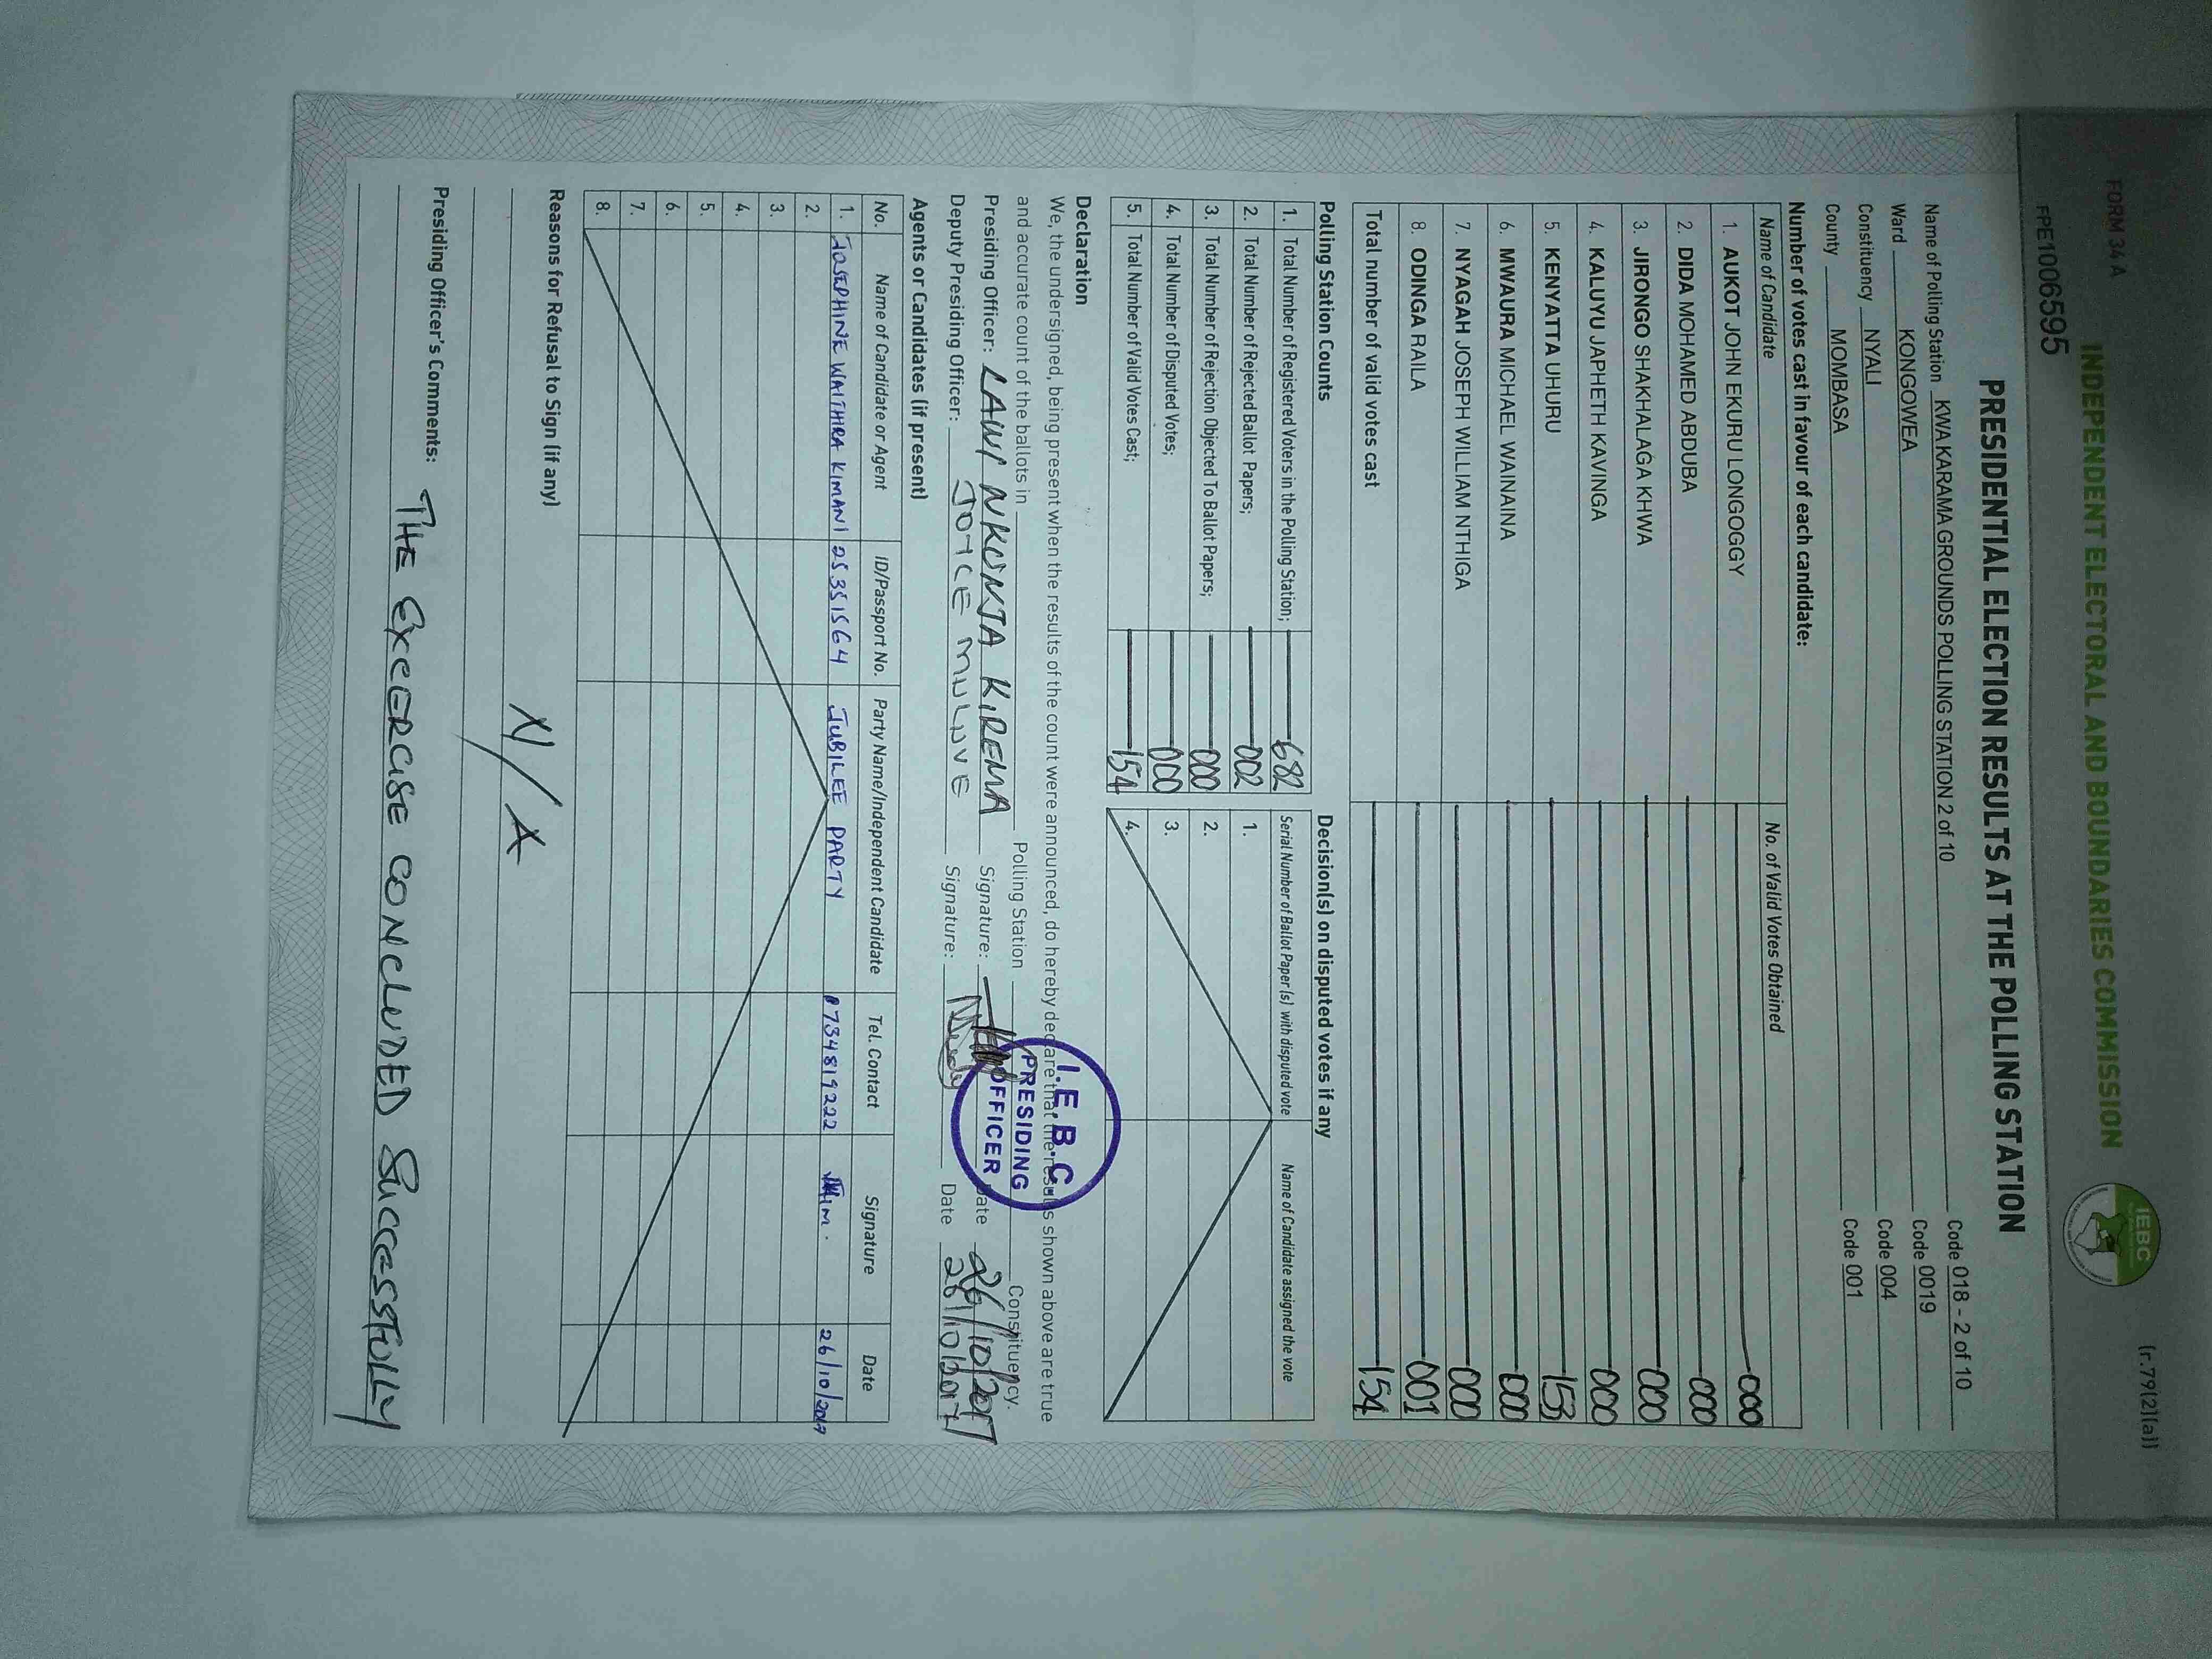 FORM 34 A
(r.79(2)(a))
INDEPENDENT ELECTORAL AND BOUNDARIES COMMISSION
IEBC
FPE1006595
PRESIDENTIAL ELECTION RESULTS AT THE POLLING STATION
Name of Polling Station KWA KARAMA GROUNDS POLLING STATION 2 of 10 Code 018 - 2 of 10
Ward KONGOWEA Code 0019
Constituency NYALI Code 004
County MOMBASA Code 001
Number of votes cast in favour of each candidate:
Name of Candidate No. of Valid Votes Obtained
1. AUKOT JOHN EKURU LONGOGGY 000
2. DIDA MOHAMED ABDUBA 000
3. JIRONGO SHAKHALAGA KHWA 000
4. KALUYU JAPHETH KAVINGA 000
5. KENYATTA UHURU 153
6. MWAURA MICHAEL WAINAINA 000
7. NYAGAH JOSEPH WILLIAM NTHIGA 000
8. ODINGA RAILA 001
Total number of valid votes cast 154
Polling Station Counts
1. Total Number of Registered Voters in the Polling Station; 682
2. Total Number of Rejected Ballot Papers; 002
3. Total Number of Rejection Objected To Ballot Papers; 000
4. Total Number of Disputed Votes; 000
5. Total Number of Valid Votes Cast; 154
Decision(s) on disputed votes if any
Serial Number of Ballot Paper(s) with disputed vote Name of Candidate assigned the vote
1.
2.
3.
4.
Declaration
We, the undersigned, being present when the results of the count were announced, do hereby declare that the results shown above are true
and accurate count of the ballots in Polling Station Constituency.
Presiding Officer: LAWI NKUNJA KIREMA Signature: Date 26/10/2017
Deputy Presiding Officer: JOYCE Signature: Date 26/10/2017
I.E.B.C.
PRESIDING
OFFICER
Agents or Candidates (if present)
No. Name of Candidate or Agent ID/Passport No. Party Name/Independent Candidate Tel. Contact Signature Date
1. JOSEPHINE WAITHIRA KIMANI 25351564 JUBILEE PARTY 0734819222 26/10/2017
2.
3.
4.
5.
6.
7.
8.
Reasons for Refusal to Sign (if any)
N/A
Presiding Officer's Comments: THE EXCERCISE CONCLUDED SUCCESSFULLY